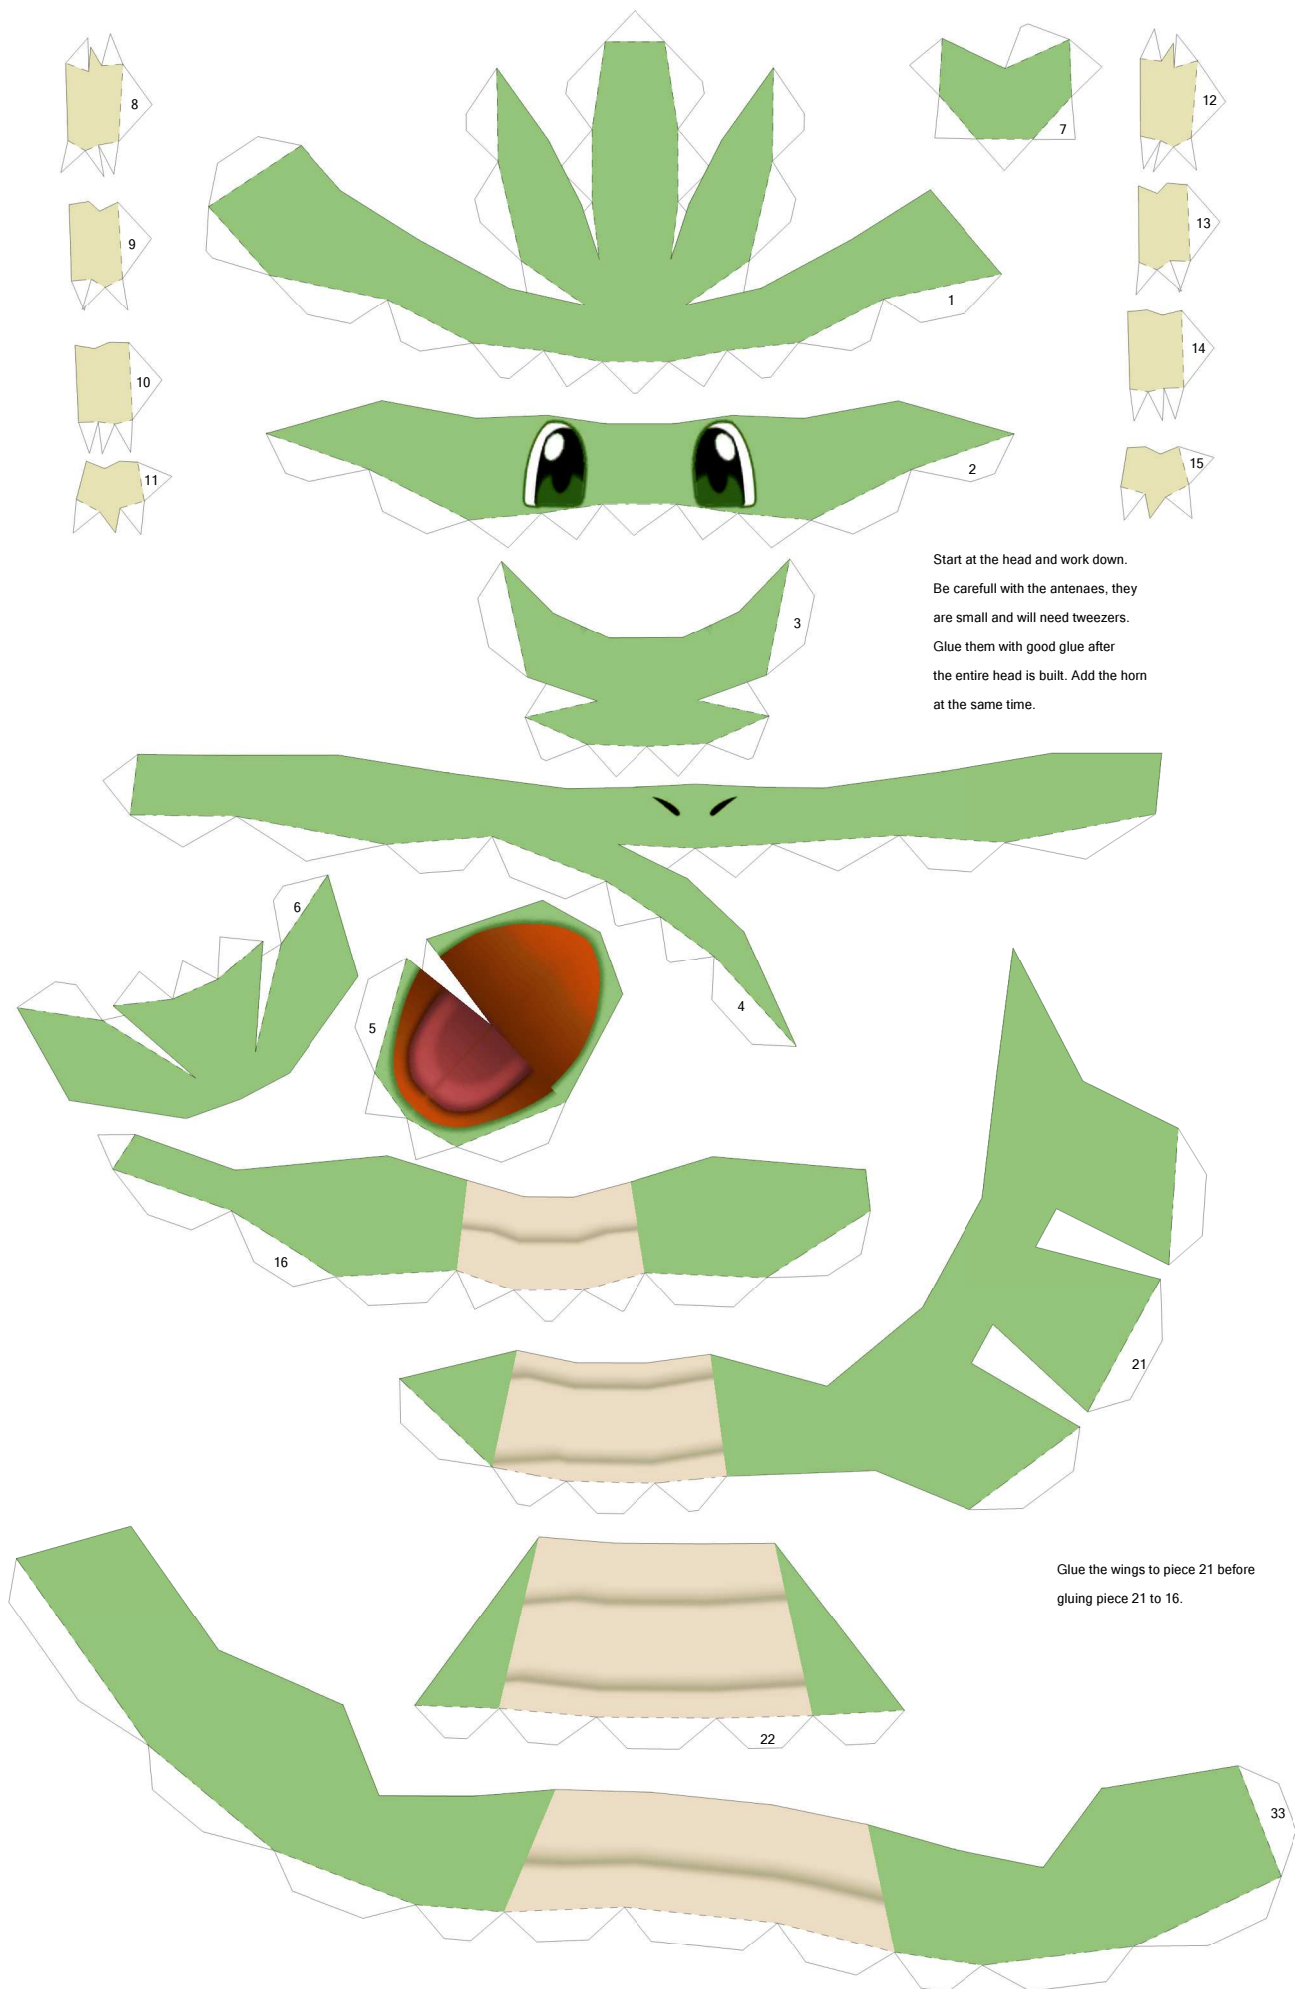 8
12
7
9
13
1
14
10
15
11
2
Start at the head and work down.
Be carefull with the antenaes, they
are small and will need tweezers.
Glue them with good glue after
the entire head is built. Add the horn
at the same time.
3
6
4
5
16
21
Glue the wings to piece 21 before
gluing piece 21 to 16.
22
33